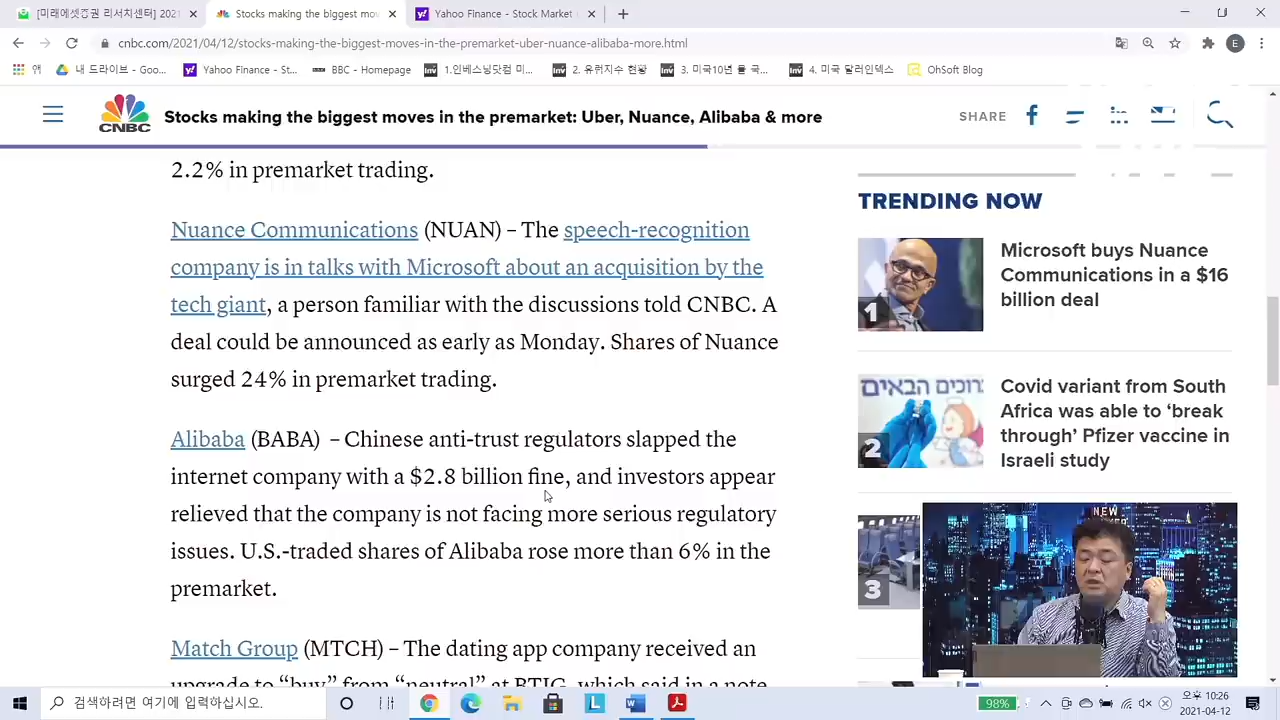 [미래에셋증권 리서치센터] 2021
Stocks making the biggest moves
Yahoo Finance - Stock Market
cnbc.com/2021/04/12/stocks-making-the-biggest-moves-in-the-premarket-uber-nuance-alibaba-more.html
E
앱
내 드라이브 - Goo...
Yahoo Finance - St...
BBC - Homepage
1.인베스닝닷컴 미...
2. 유뤄지수 현황
3. 미국10년 물 국...
4. 미국 달러인덱스
OhSoft Blog
CNBC
Stocks making the biggest moves in the premarket: Uber, Nuance, Alibaba & more
SHARE
2.2% in premarket trading.
Nuance Communications (NUAN) – The speech-recognition
company is in talks with Microsoft about an acquisition by the
tech giant, a person familiar with the discussions told CNBC. A
deal could be announced as early as Monday. Shares of Nuance
surged 24% in premarket trading.
Alibaba (BABA) – Chinese anti-trust regulators slapped the
internet company with a $2.8 billion fine, and investors appear
relieved that the company is not facing more serious regulatory
issues. U.S.-traded shares of Alibaba rose more than 6% in the
premarket.
Match Group (MTCH) – The dating app company received an
TRENDING NOW
1
Microsoft buys Nuance
Communications in a $16
billion deal
2
Covid variant from South
Africa was able to ‘break
through’ Pfizer vaccine in
Israeli study
3
NEW
검색하려면 여기에 입력하십시오.
98%
오후 10:26
2021-04-12